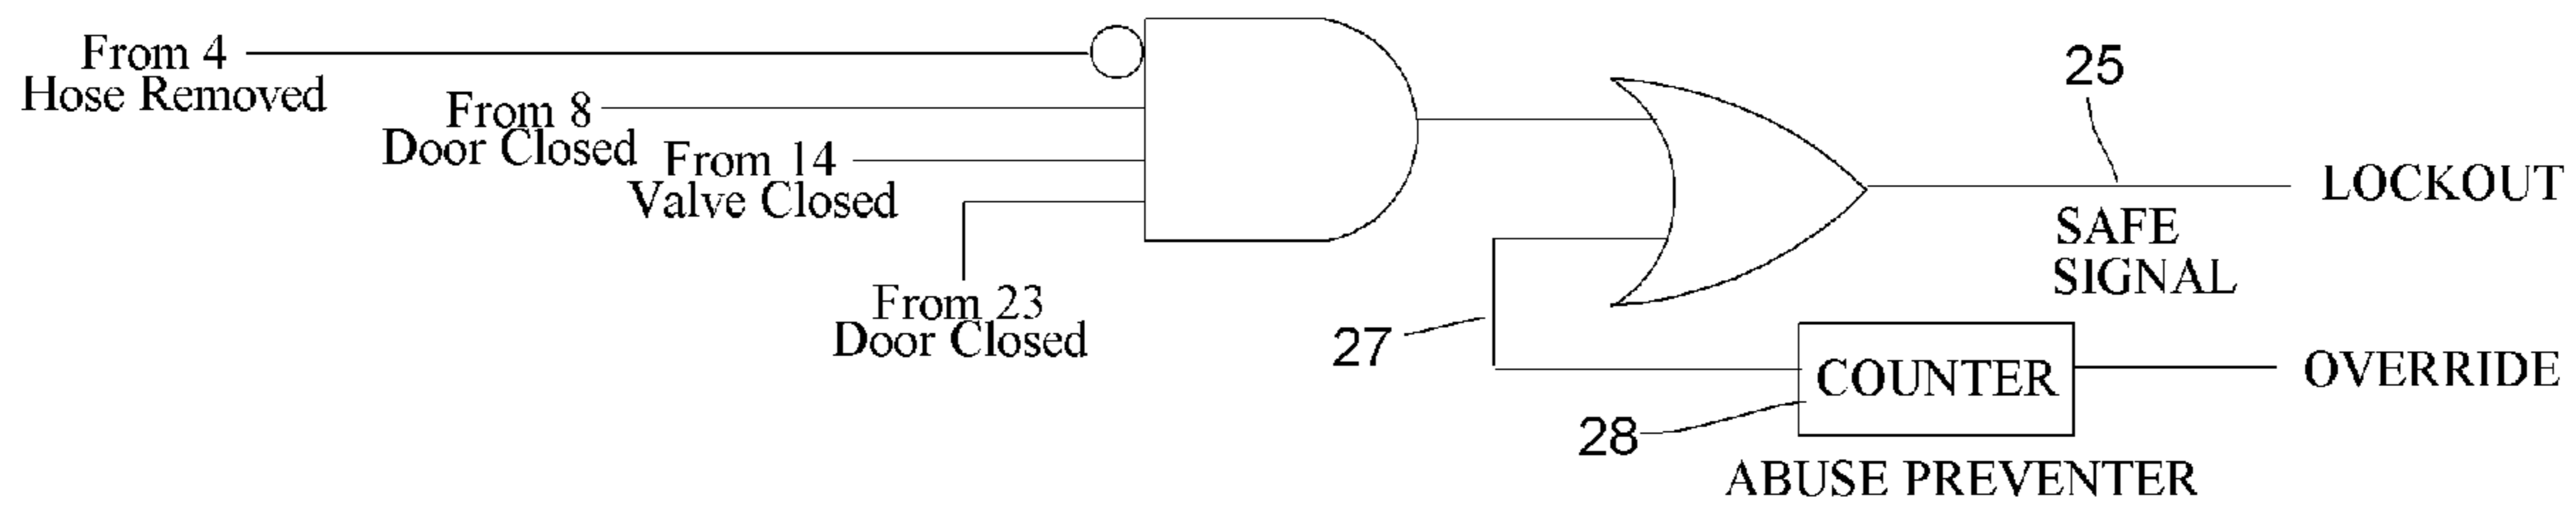 From 4
Hose Removed
From 8
Door Closed
From 14
Valve Closed
From 23
Door Closed
25
LOCKOUT
SAFE
SIGNAL
27
COUNTER
OVERRIDE
28
ABUSE PREVENTER